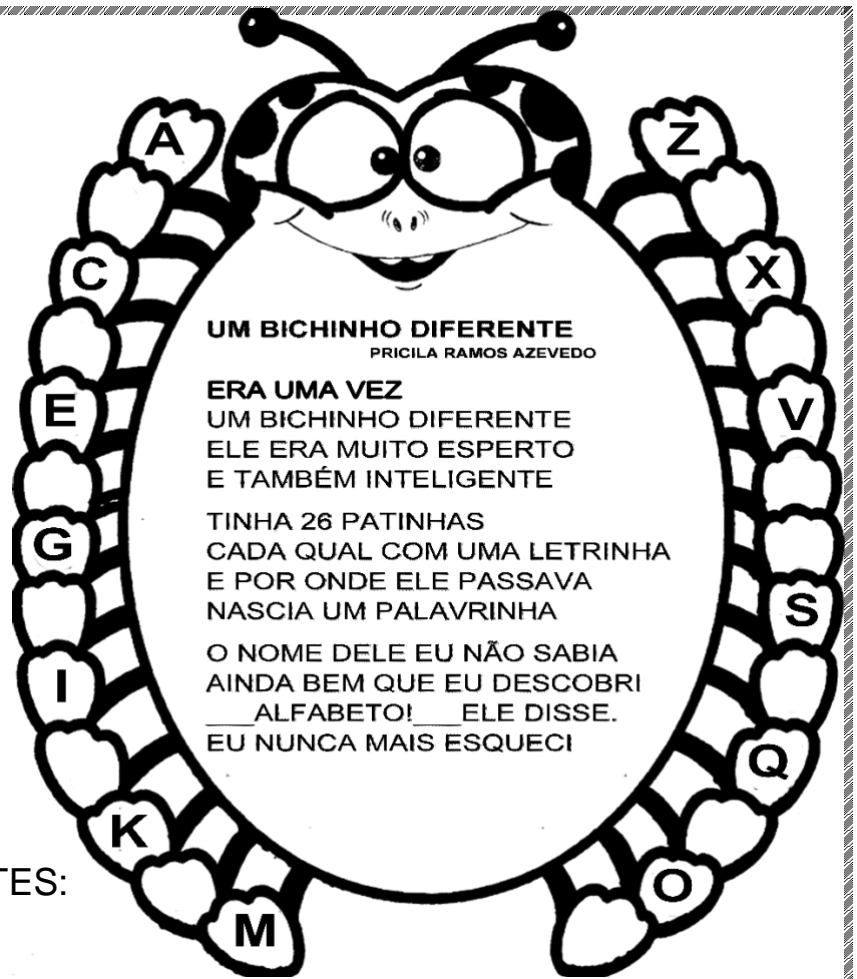 UM BICHINHO DIFERENTE
PRICILA RAMOS AZEVEDO
ERA UMA VEZ
UM BICHINHO DIFERENTE
ELE ERA MUITO ESPERTO
E TAMBÉM INTELIGENTE
TINHA 26 PATINHAS
CADA QUAL COM UMA LETRINHA
E POR ONDE ELE PASSAVA
NASCIA UM PALAVRINHA
O NOME DELE EU NÃO SABIA
AINDA BEM QUE EU DESCOBRI
___ALFABETO!___ELE DISSE.
EU NUNCA MAIS ESQUECI
A
C
E
G
I
K
M
O
Q
S
V
X
Z
TES: